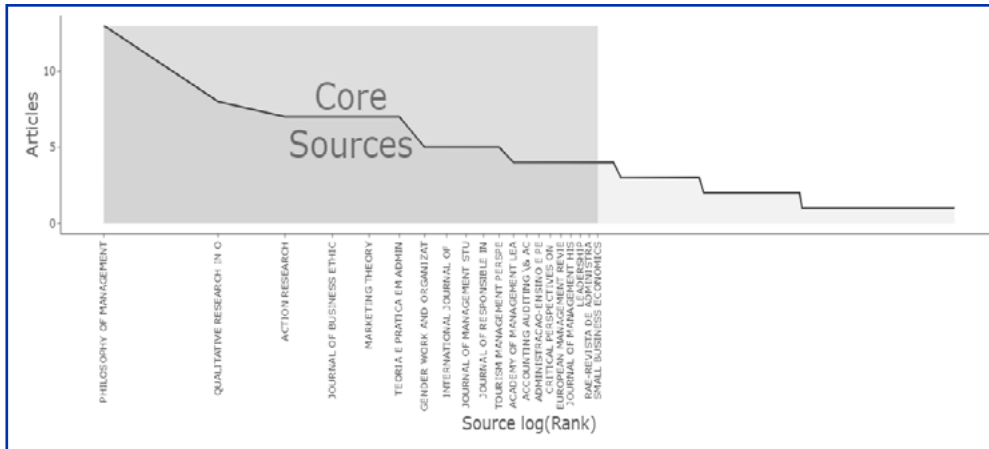 Articles
10
5
0
Core
Sources
PHILOSOPHY OF MANAGEMENT
QUALITATIVE RESEARCH IN O
ACTION RESEARCH
JOURNAL OF BUSINESS ETHIC
MARKETING THEORY
TEORIA E PRATICA EM ADMIN
GENDER WORK AND ORGANIZAT
INTERNATIONAL JOURNAL OF
JOURNAL OF MANAGEMENT STU
JOURNAL OF RESPONSIBLE IN
TOURISM MANAGEMENT PERSPE
ACADEMY OF MANAGEMENT LEA
ACCOUNTING AUDITING \& AC
ADMINISTRACAO-ENSINO E PE
CRITICAL PERSPECTIVES ON
EUROPEAN MANAGEMENT REVIE
JOURNAL OF MANAGEMENT HIS
LEADERSHIP
RAE-REVISTA DE ADMINISTRA
SMALL BUSINESS ECONOMICS
Source log(Rank)